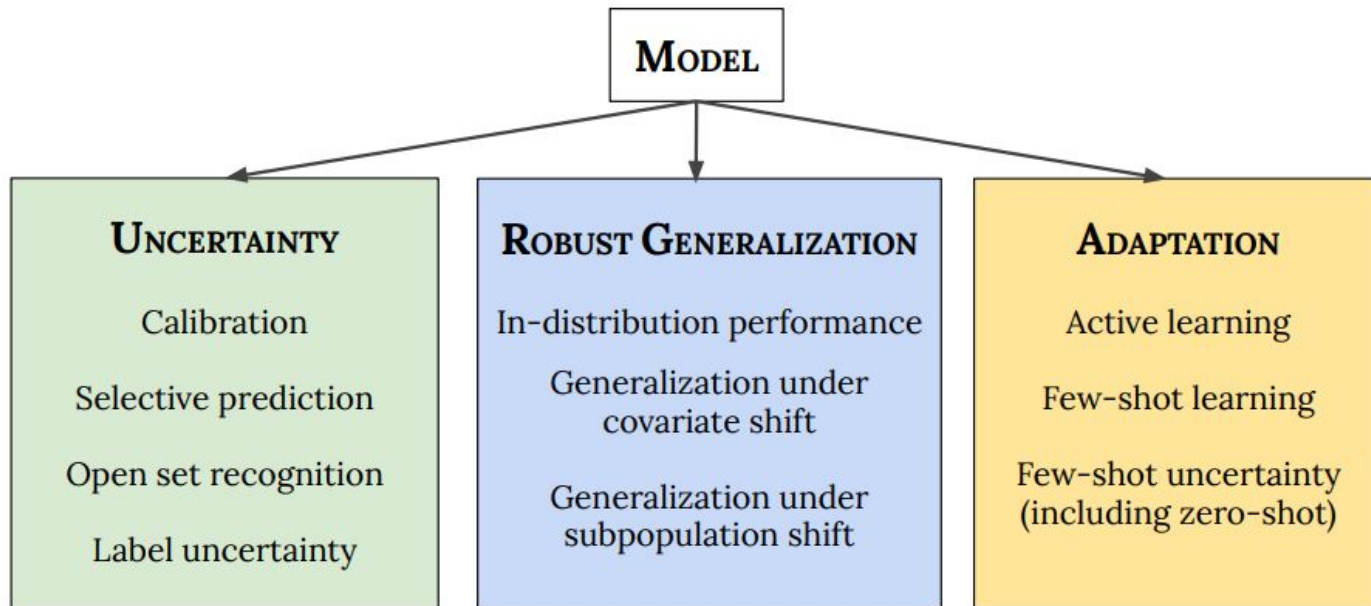 MODEL
UNCERTAINTY
Calibration
Selective prediction
Open set recognition
Label uncertainty
ROBUST GENERALIZATION
In-distribution performance
Generalization under
covariate shift
Generalization under
subpopulation shift
ADAPTATION
Active learning
Few-shot learning
Few-shot uncertainty
(including zero-shot)